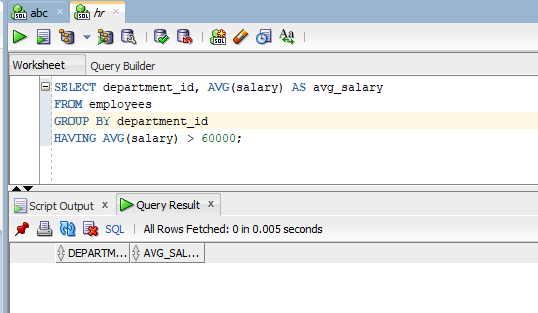 abc
hr
Worksheet
Query Builder
SELECT department_id, AVG(salary) AS avg_salary
FROM employees
GROUP BY department_id
HAVING AVG(salary) > 60000;
Script Output
Query Result
SQL
All Rows Fetched: 0 in 0.005 seconds
DEPARTM...
AVG_SAL...